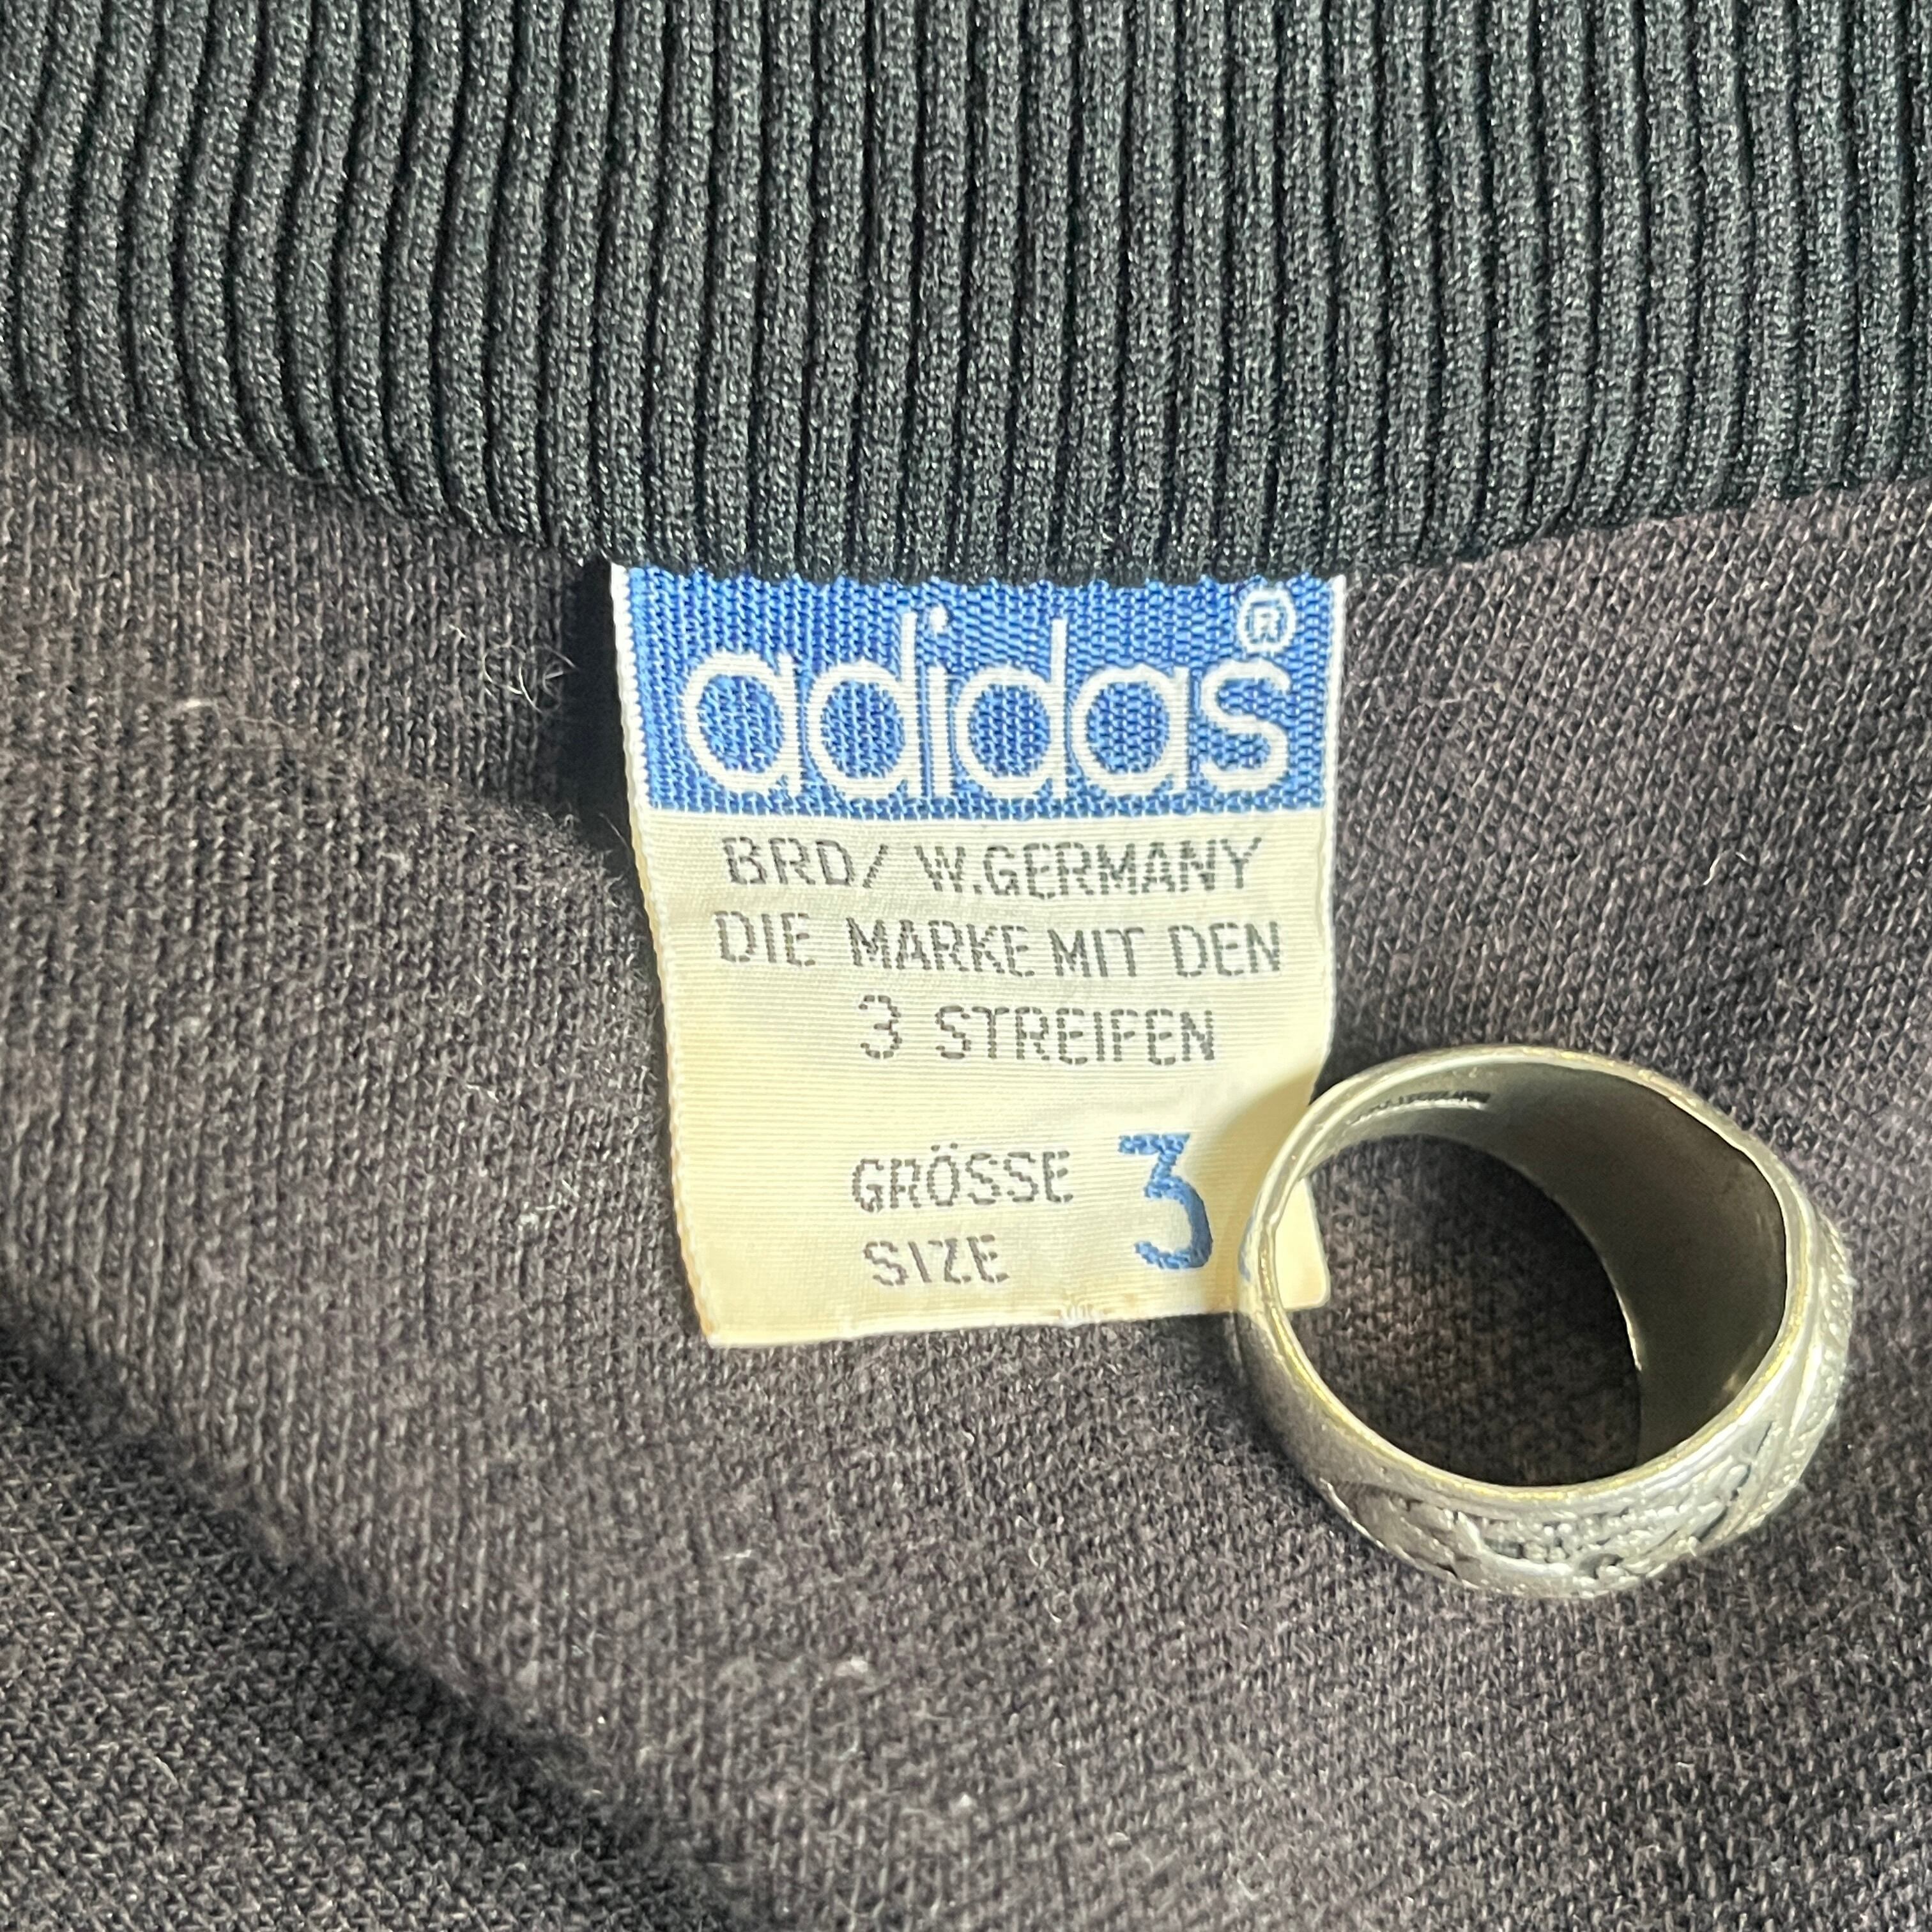 adidas®
BRD/ W.GERMANY
DIE MARKE MIT DEN
3 STREIFEN
GRÖSSE 3
SIZE